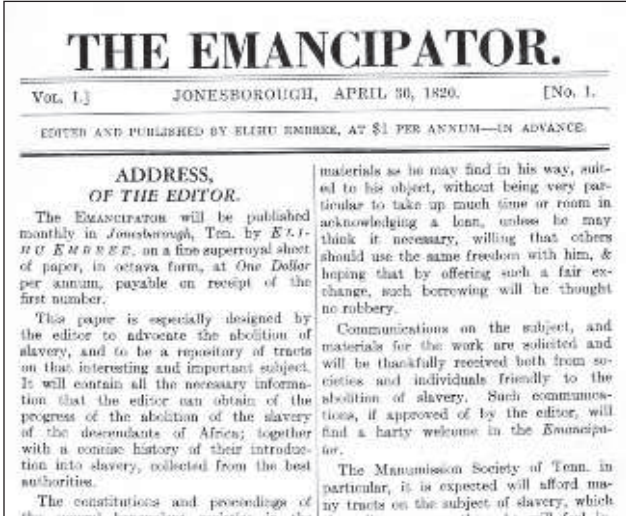 THE EMANCIPATOR.
VOL. I.]
JONESBOROUGH, APRIL 30, 1820.
[No. 1.
EDITED AND PUBLISHED BY ELIHU EMBREE, AT $1 PER ANNUM—IN ADVANCE.
ADDRESS,
OF THE EDITOR.
The EMANCIPATOR will be published
monthly in Jonesborough, Ten. by ELI-
HU EMBREE, on a fine superroyal sheet
of paper, in octava form, at One Dollar
per annum, payable on receipt of the
first number.
This paper is especially designed by
the editor to advocate the abolition of
slavery, and to be a repository of tracts
on that interesting and important subject.
It will contain all the necessary informa-
tion that the editor can obtain of the
progress of the abolition of the slavery
of the descendants of Africa; together
with a concise history of their introduc-
tion into slavery, collected from the best
authorities.
The constitutions and proceedings of
materials as he may find in his way, suit-
ed to his object, without being very par-
ticular to take up much time or room in
acknowledging a loan, unless he may
think it necessary, willing that others
should use the same freedom with him, &
hoping that by offering such a fair ex-
change, such borrowing will be thought
no robbery.
Communications on the subject, and
materials for the work are solicited and
will be thankfully received both from so-
cieties and individuals friendly to the
abolition of slavery. Such communica-
tions, if approved of by the editor, will
find a harty welcome in the Emancipa-
tor.
The Manumission Society of Tenn. in
particular, it is expected will afford ma-
ny tracts on the subject of slavery, which